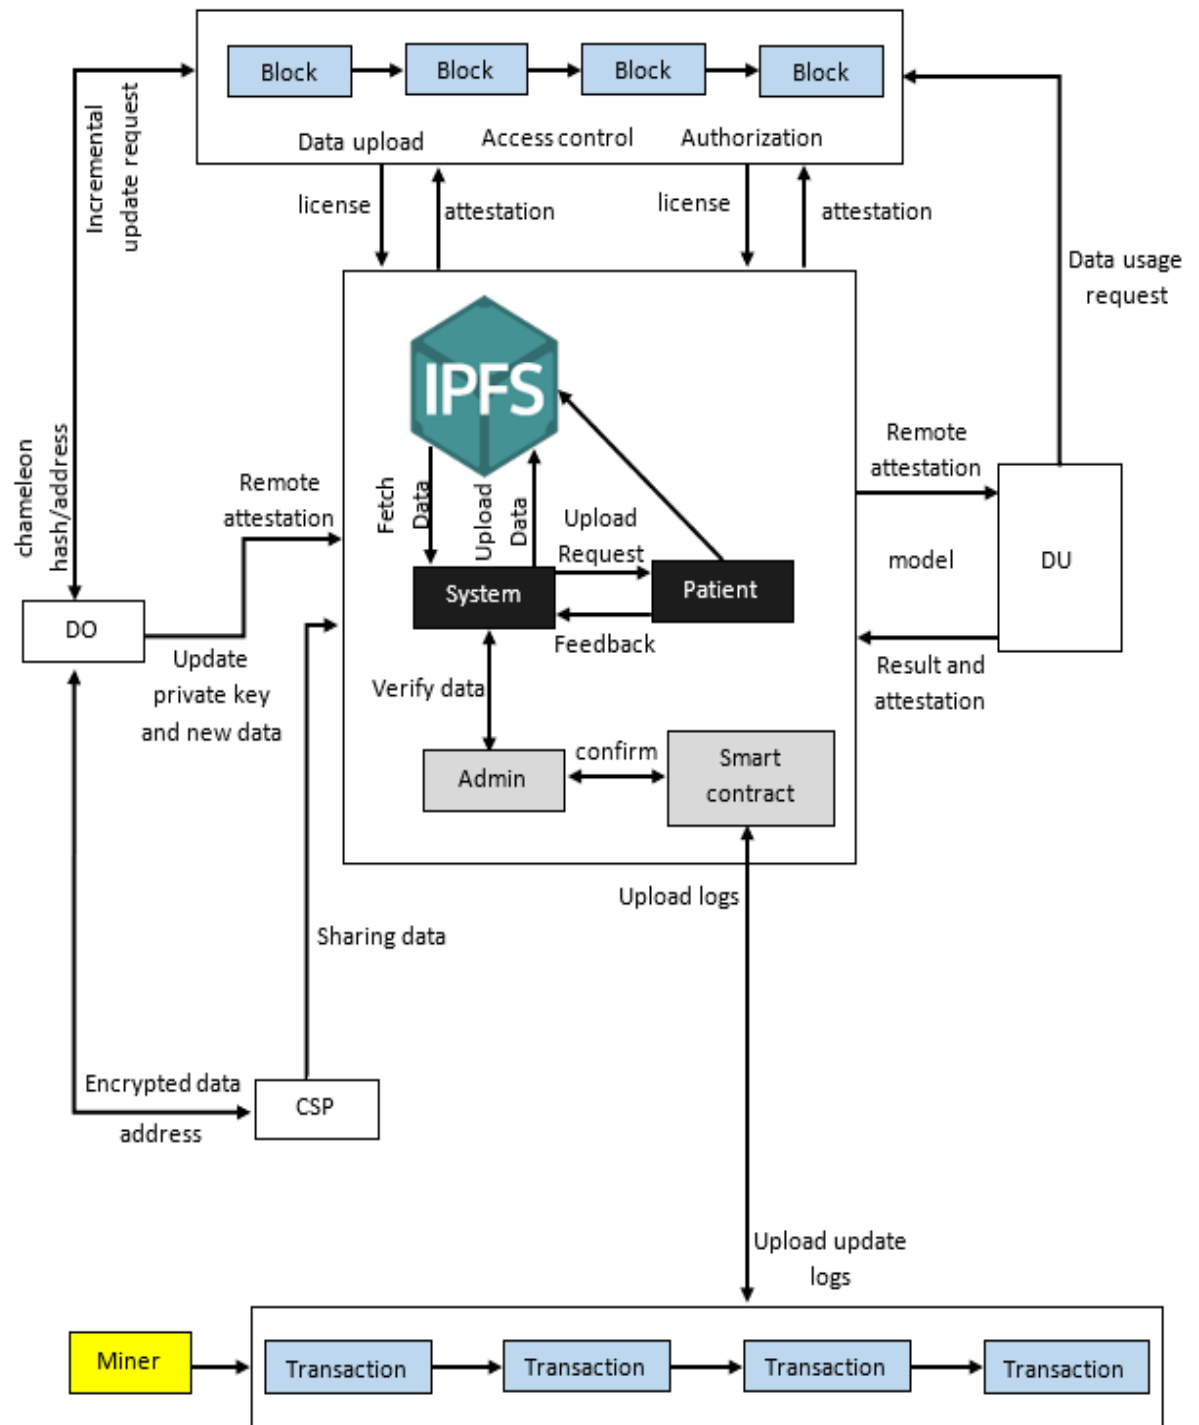 Block
Block
Block
Block
Data upload
Access control
Authorization
Incremental
update request
license
attestation
license
attestation
Data usage
request
IPFS
chameleon
hash/address
Remote
attestation
Fetch
Data
Upload
Data
Upload
Request
Remote
attestation
System
Patient
model
DU
DO
Feedback
Update
private key
and new data
Verify data
Result and
attestation
Admin
confirm
Smart
contract
Upload logs
Sharing data
Encrypted data
address
CSP
Upload update
logs
Miner
Transaction
Transaction
Transaction
Transaction